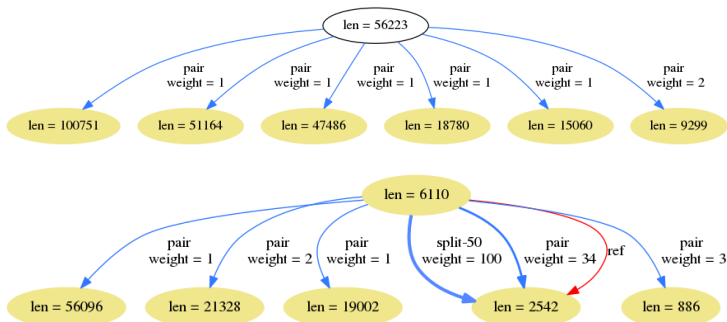 len = 56223
pair
weight = 1
pair
weight = 1
pair
weight = 1
pair
weight = 1
pair
weight = 1
pair
weight = 2
len = 100751
len = 51164
len = 47486
len = 18780
len = 15060
len = 9299
len = 6110
pair
weight = 1
pair
weight = 2
pair
weight = 1
split-50
weight = 100
pair
weight = 34
ref
pair
weight = 3
len = 56096
len = 21328
len = 19002
len = 2542
len = 886